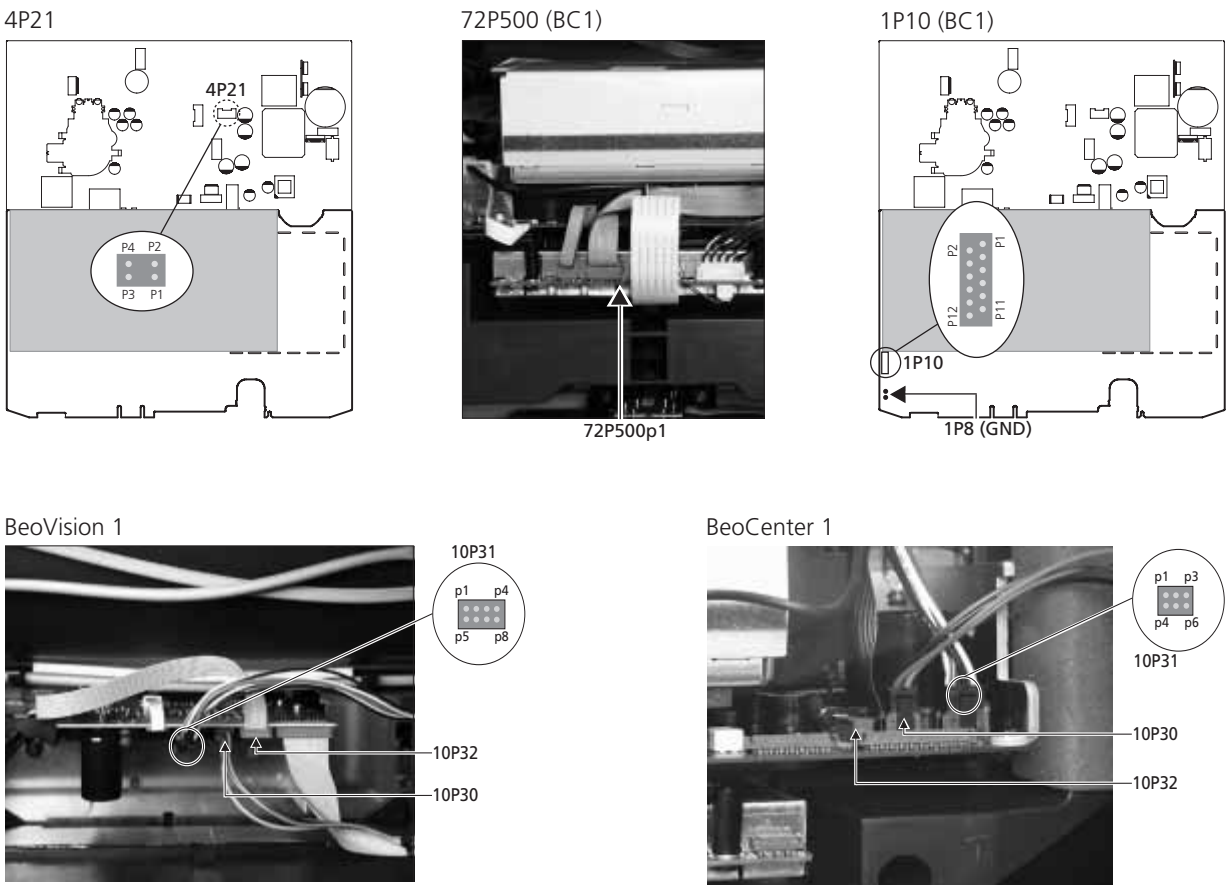 4P21
72P500 (BC1)
1P10 (BC1)
4P21
P4 P2
P3 P1
72P500p1
P2 P1
P12 P11
1P10
1P8 (GND)
BeoVision 1
10P31
p1 p4
p5 p8
10P32
10P30
BeoCenter 1
p1 p3
p4 p6
10P31
10P30
10P32